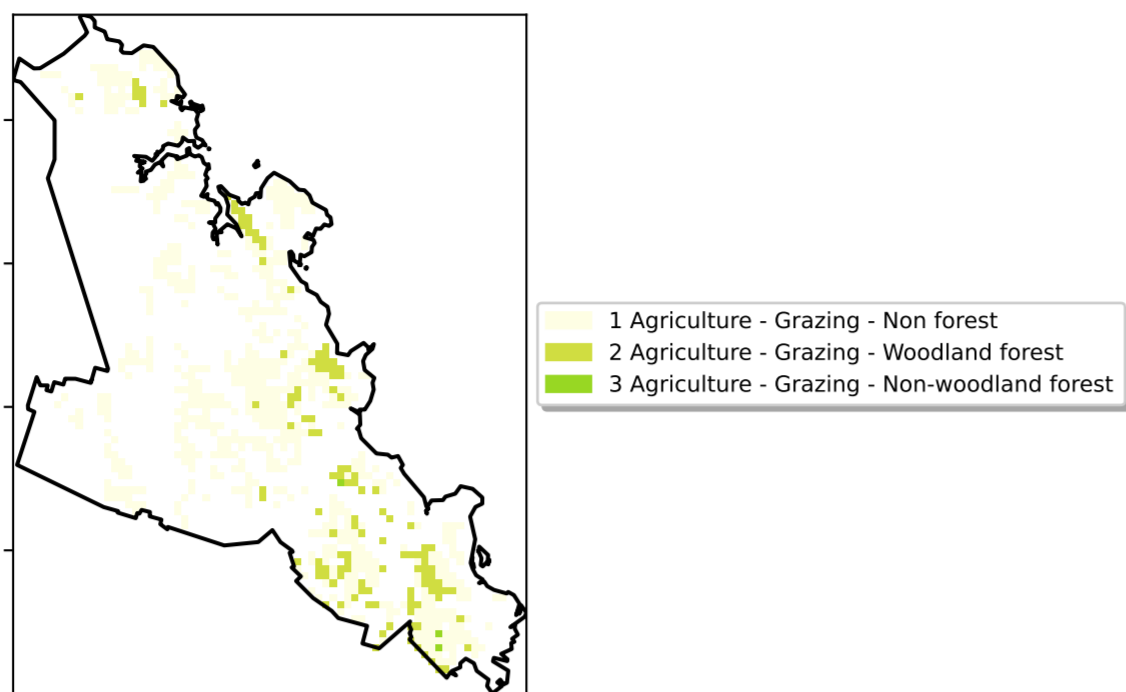 1 Agriculture - Grazing - Non forest
2 Agriculture - Grazing - Woodland forest
3 Agriculture - Grazing - Non-woodland forest